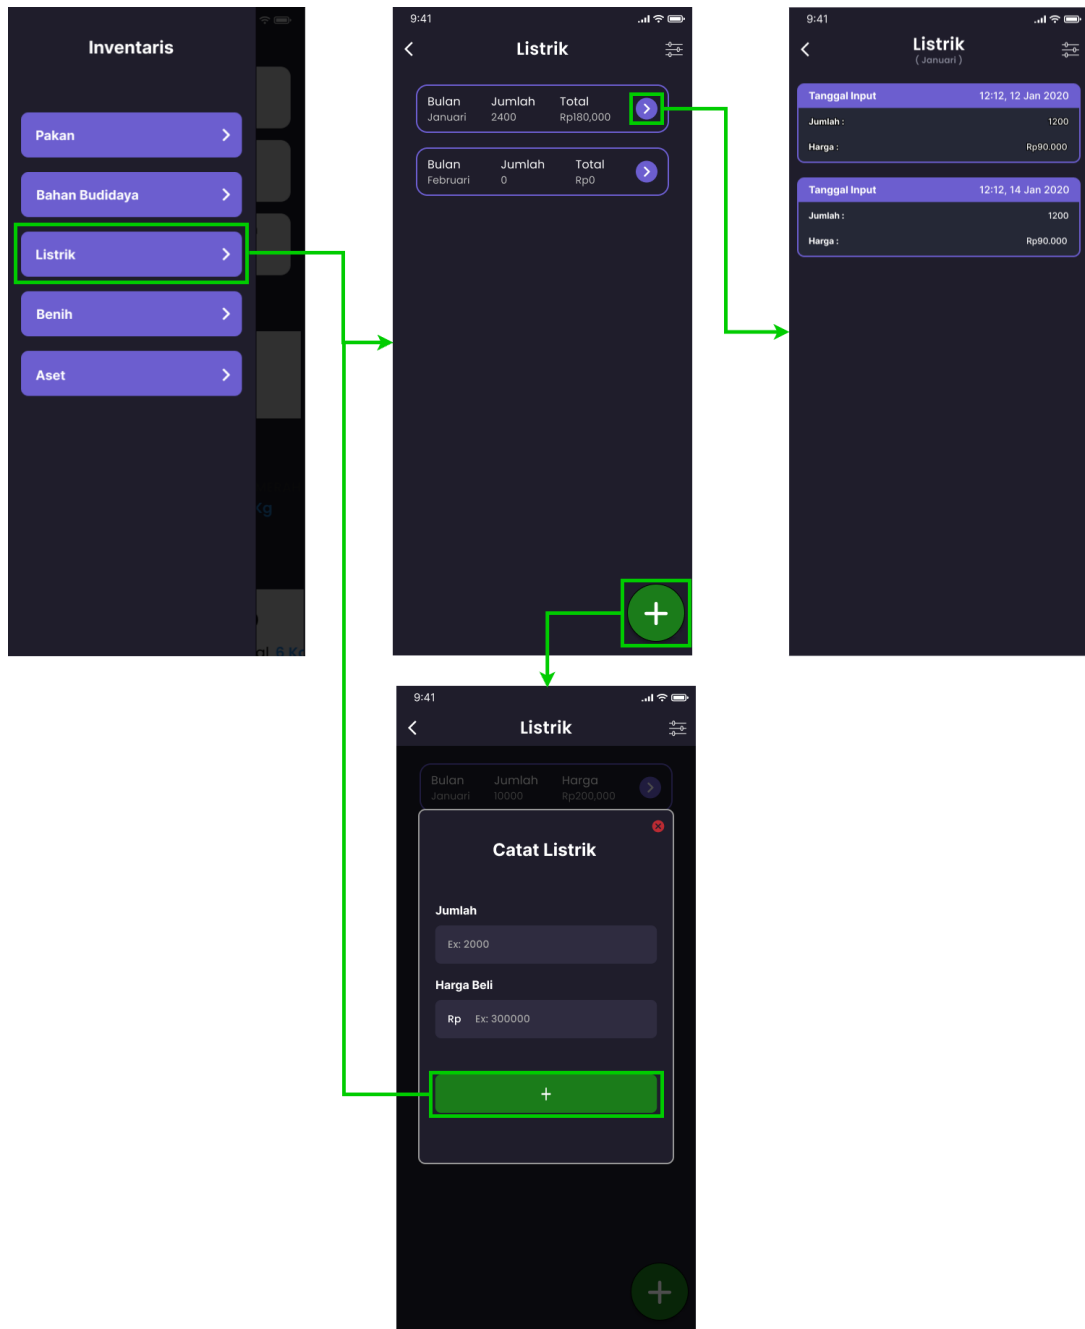 Inventaris
Pakan
Bahan Budidaya
Listrik
Benih
Aset
Kg
6 Kg
9:41
Listrik
Bulan Jumlah Total
Januari 2400 Rp180,000
Bulan Jumlah Total
Februari 0 Rp0
+
9:41
Listrik
( Januari )
Tanggal Input 12:12, 12 Jan 2020
Jumlah : 1200
Harga : Rp90.000
Tanggal Input 12:12, 14 Jan 2020
Jumlah : 1200
Harga : Rp90.000
9:41
Listrik
Bulan Jumlah Harga
Januari 10000 Rp200,000
Catat Listrik
Jumlah
Ex: 2000
Harga Beli
Rp Ex: 300000
+
+